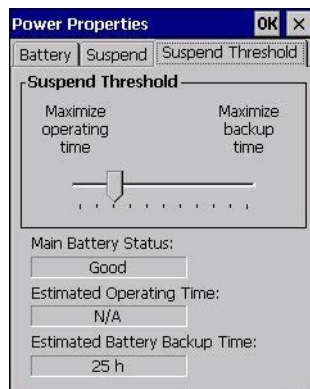 Power Properties OK ×
Battery Suspend Suspend Threshold
Suspend Threshold
Maximize Maximize
operating backup
time time
Main Battery Status:
Good
Estimated Operating Time:
N/A
Estimated Battery Backup Time:
25 h